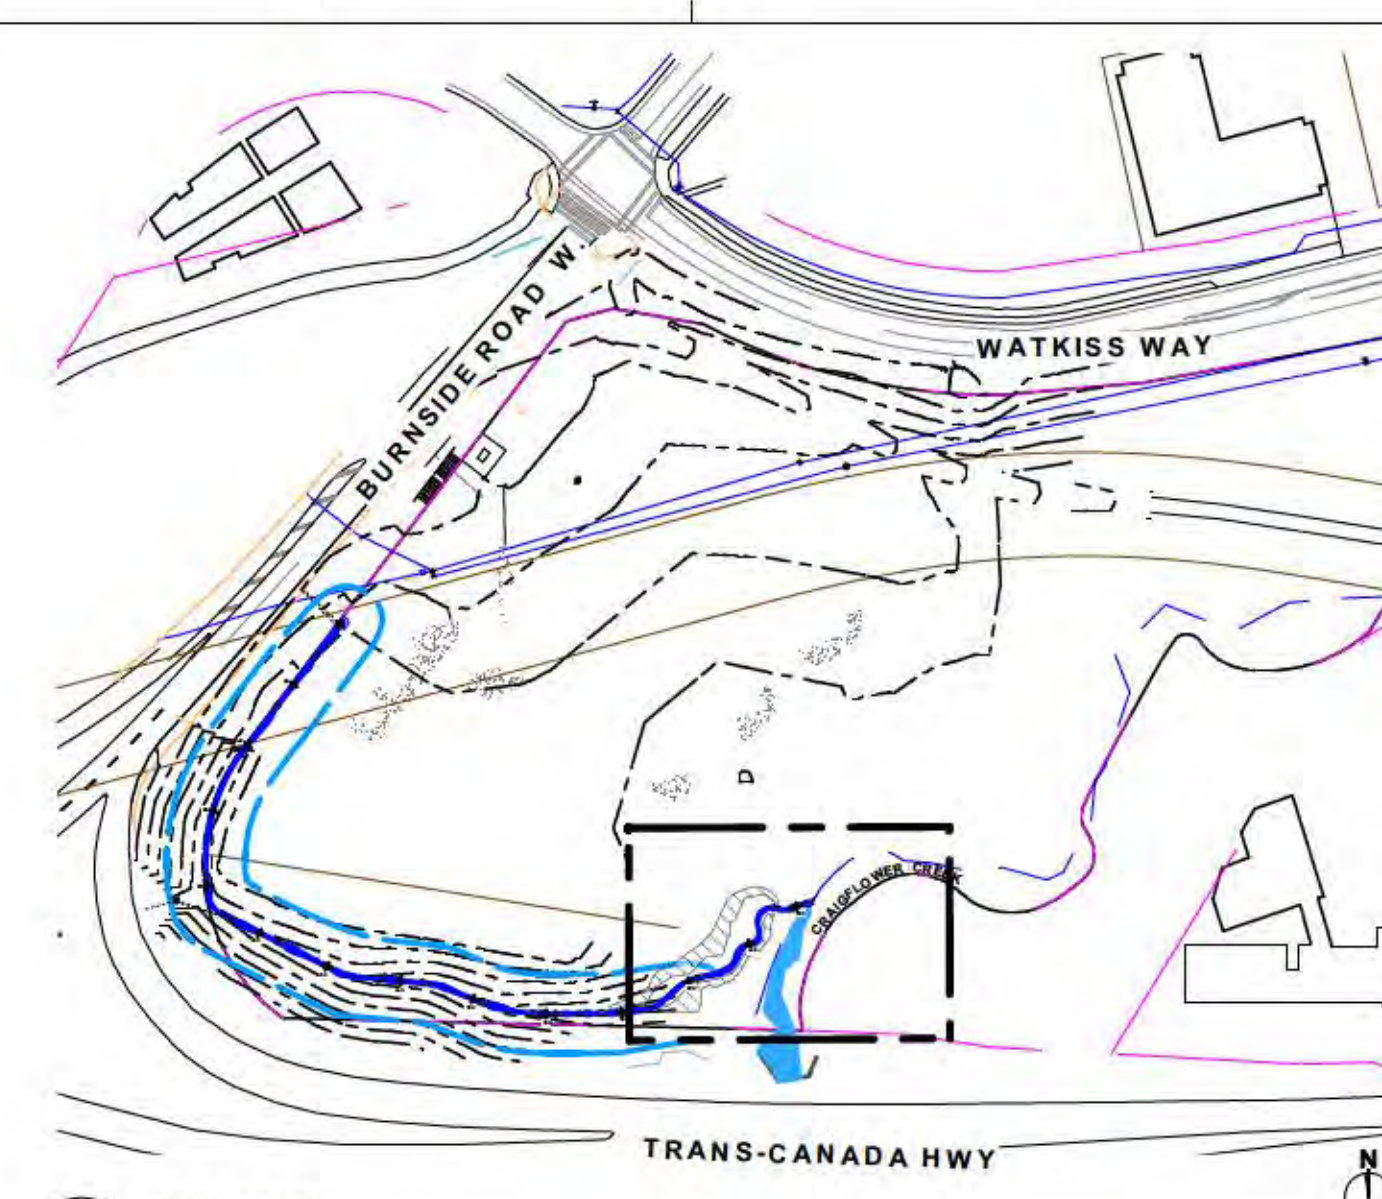 BURNSIDE ROAD W.
WATKISS WAY
D
CRAIGFLOWER CREEK
TRANS-CANADA HWY
N